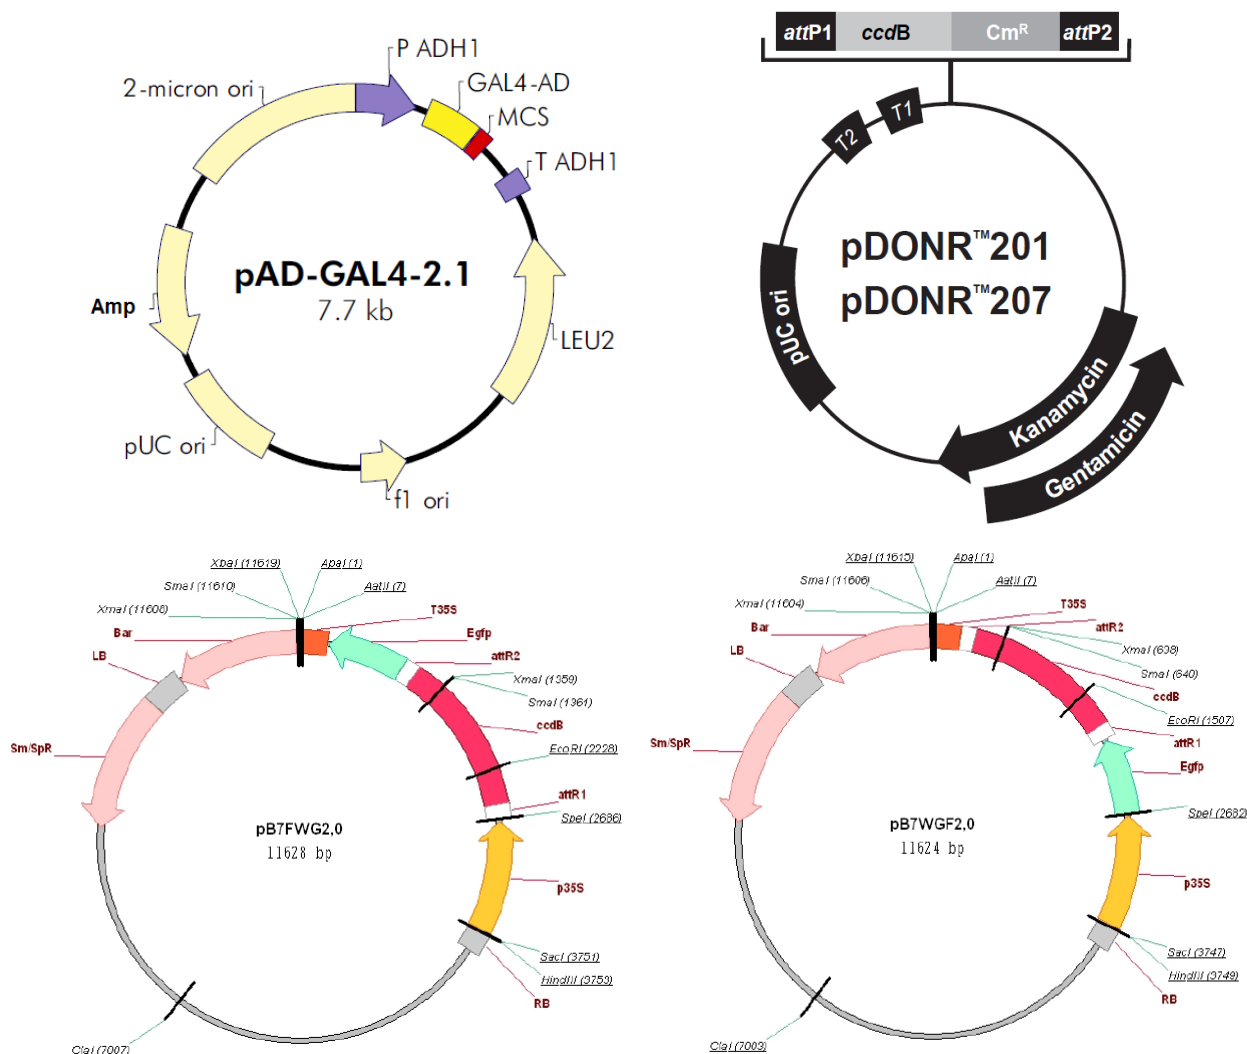 P ADH1
2-micron ori
GAL4-AD
MCS
T ADH1
pAD-GAL4-2.1
7.7 kb
Amp
LEU2
pUC ori
f1 ori
attP1 ccdB CmR attP2
T1
T2
pDONR™201
pDONR™207
pUC ori
Kanamycin
Gentamicin
XbaI (11619)
ApaI (1)
SmaI (11610)
AatII (7)
XmaI (11608)
T35S
Bar
Egfp
LB
attR2
XmaI (1359)
SmaI (1361)
ccdB
Sm/SpR
EcoRI (2228)
attR1
SpeI (2686)
pB7FWG2,0
11628 bp
p35S
SacI (3751)
HindIII (3753)
RB
ClaI (7007)
XbaI (11615)
ApaI (1)
SmaI (11606)
AatII (7)
XmaI (11604)
T35S
Bar
attR2
LB
XmaI (638)
SmaI (640)
ccdB
EcoRI (1507)
Sm/SpR
attR1
Egfp
SpeI (2682)
pB7WGF2,0
11624 bp
p35S
SacI (3747)
HindIII (3749)
RB
ClaI (7003)